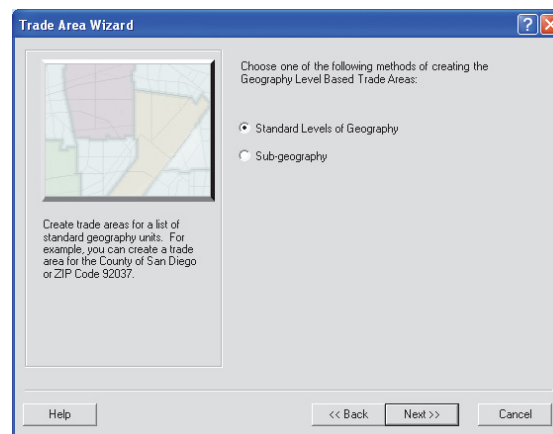 Trade Area Wizard
Choose one of the following methods of creating the
Geography Level Based Trade Areas:
Standard Levels of Geography
Sub-geography
Create trade areas for a list of
standard geography units. For
example, you can create a trade
area for the County of San Diego
or ZIP Code 92037.
Help
<< Back
Next >>
Cancel